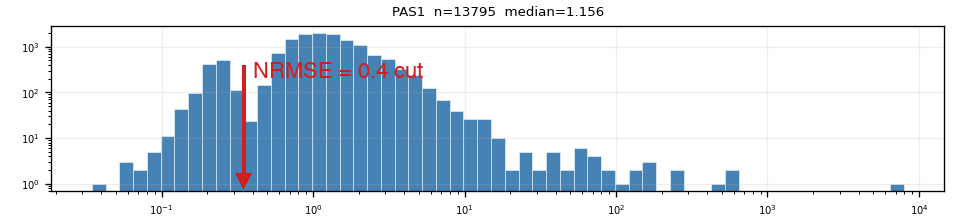 PAS1 n=13795 median=1.156
10³
NRMSE = 0.4 cut
10²
10¹
10⁰
10⁻¹ 10⁰ 10¹ 10² 10³ 10⁴